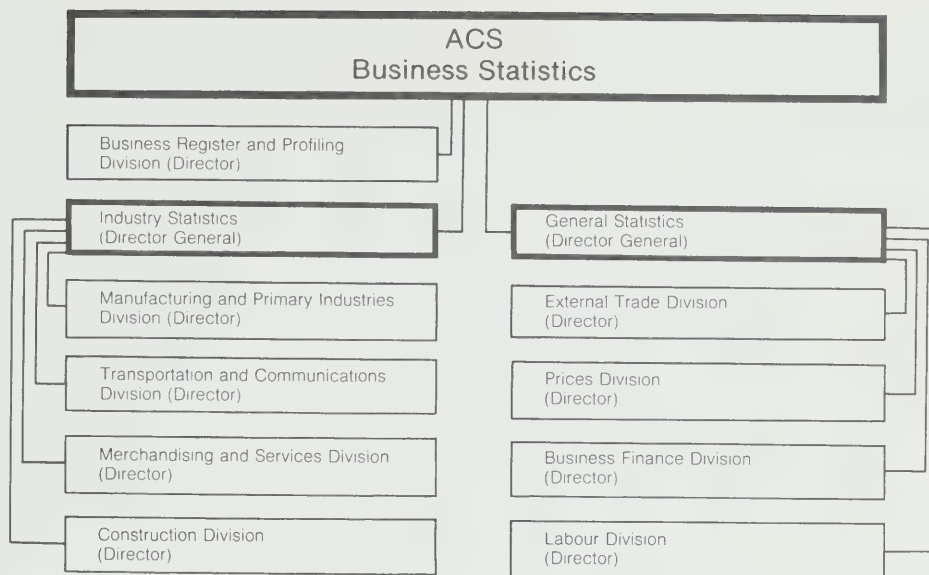 ACS
Business Statistics
Business Register and Profiling
Division (Director)
Industry Statistics
(Director General)
Manufacturing and Primary Industries
Division (Director)
Transportation and Communications
Division (Director)
Merchandising and Services Division
(Director)
Construction Division
(Director)
General Statistics
(Director General)
External Trade Division
(Director)
Prices Division
(Director)
Business Finance Division
(Director)
Labour Division
(Director)